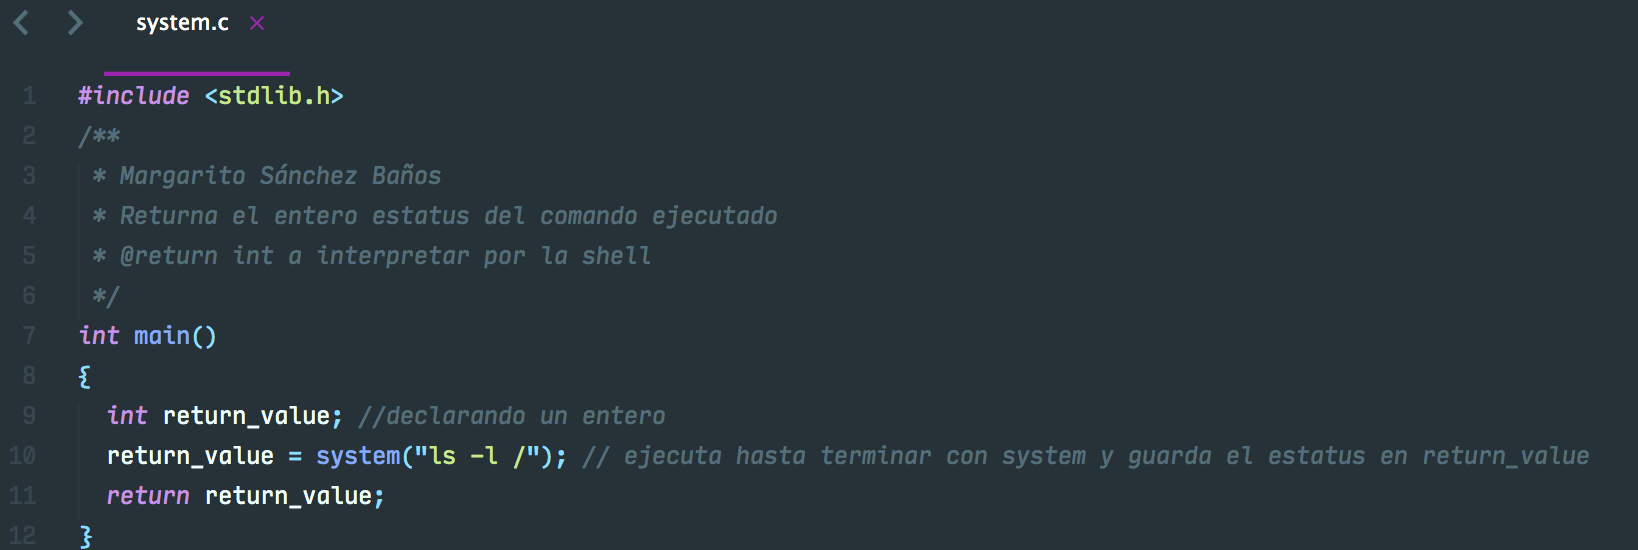 system.c ×
1 #include <stdlib.h>
2 /**
3 * Margarito Sánchez Baños
4 * Returna el entero estatus del comando ejecutado
5 * @return int a interpretar por la shell
6 */
7 int main()
8 {
9 int return_value; //declarando un entero
10 return_value = system("ls -l /"); // ejecuta hasta terminar con system y guarda el estatus en return_value
11 return return_value;
12 }